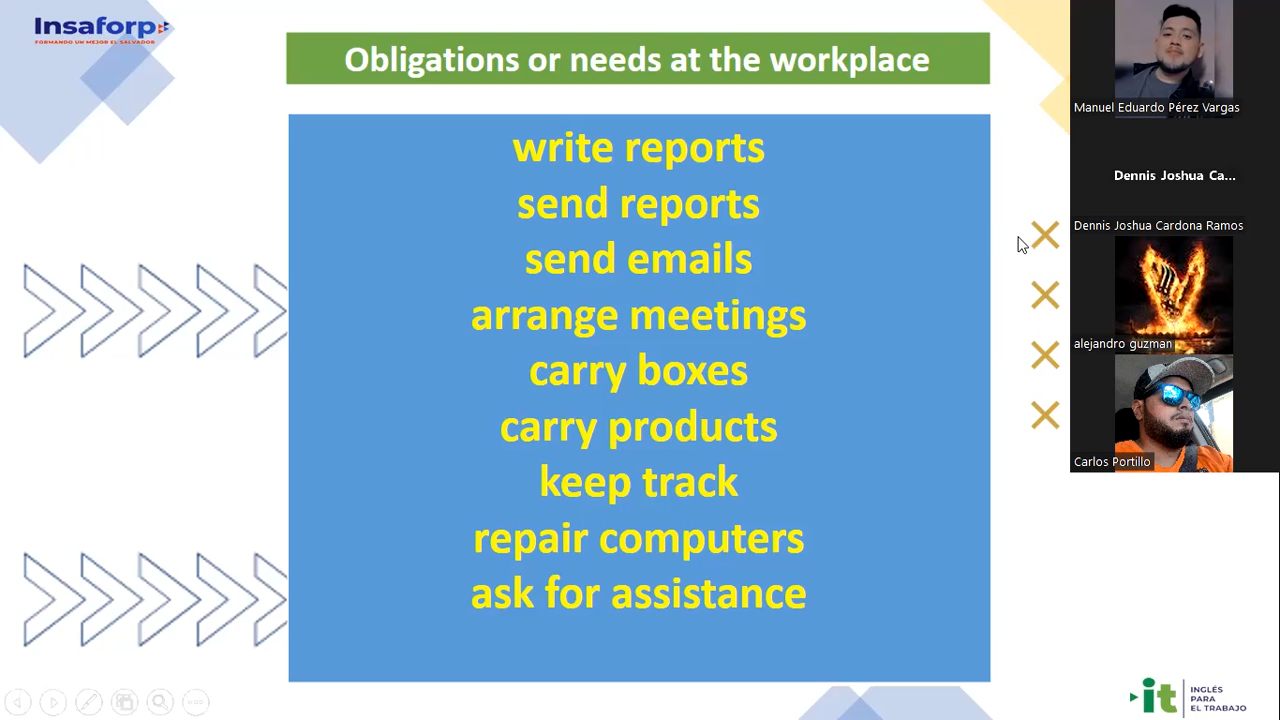 Insaforp
FORMANDO UN MEJOR EL SALVADOR
Obligations or needs at the workplace
write reports
send reports
send emails
arrange meetings
carry boxes
carry products
keep track
repair computers
ask for assistance
Manuel Eduardo Pérez Vargas
Dennis Joshua Ca...
Dennis Joshua Cardona Ramos
alejandro guzman
Carlos Portillo
it
INGLÉS
PARA
EL TRABAJO